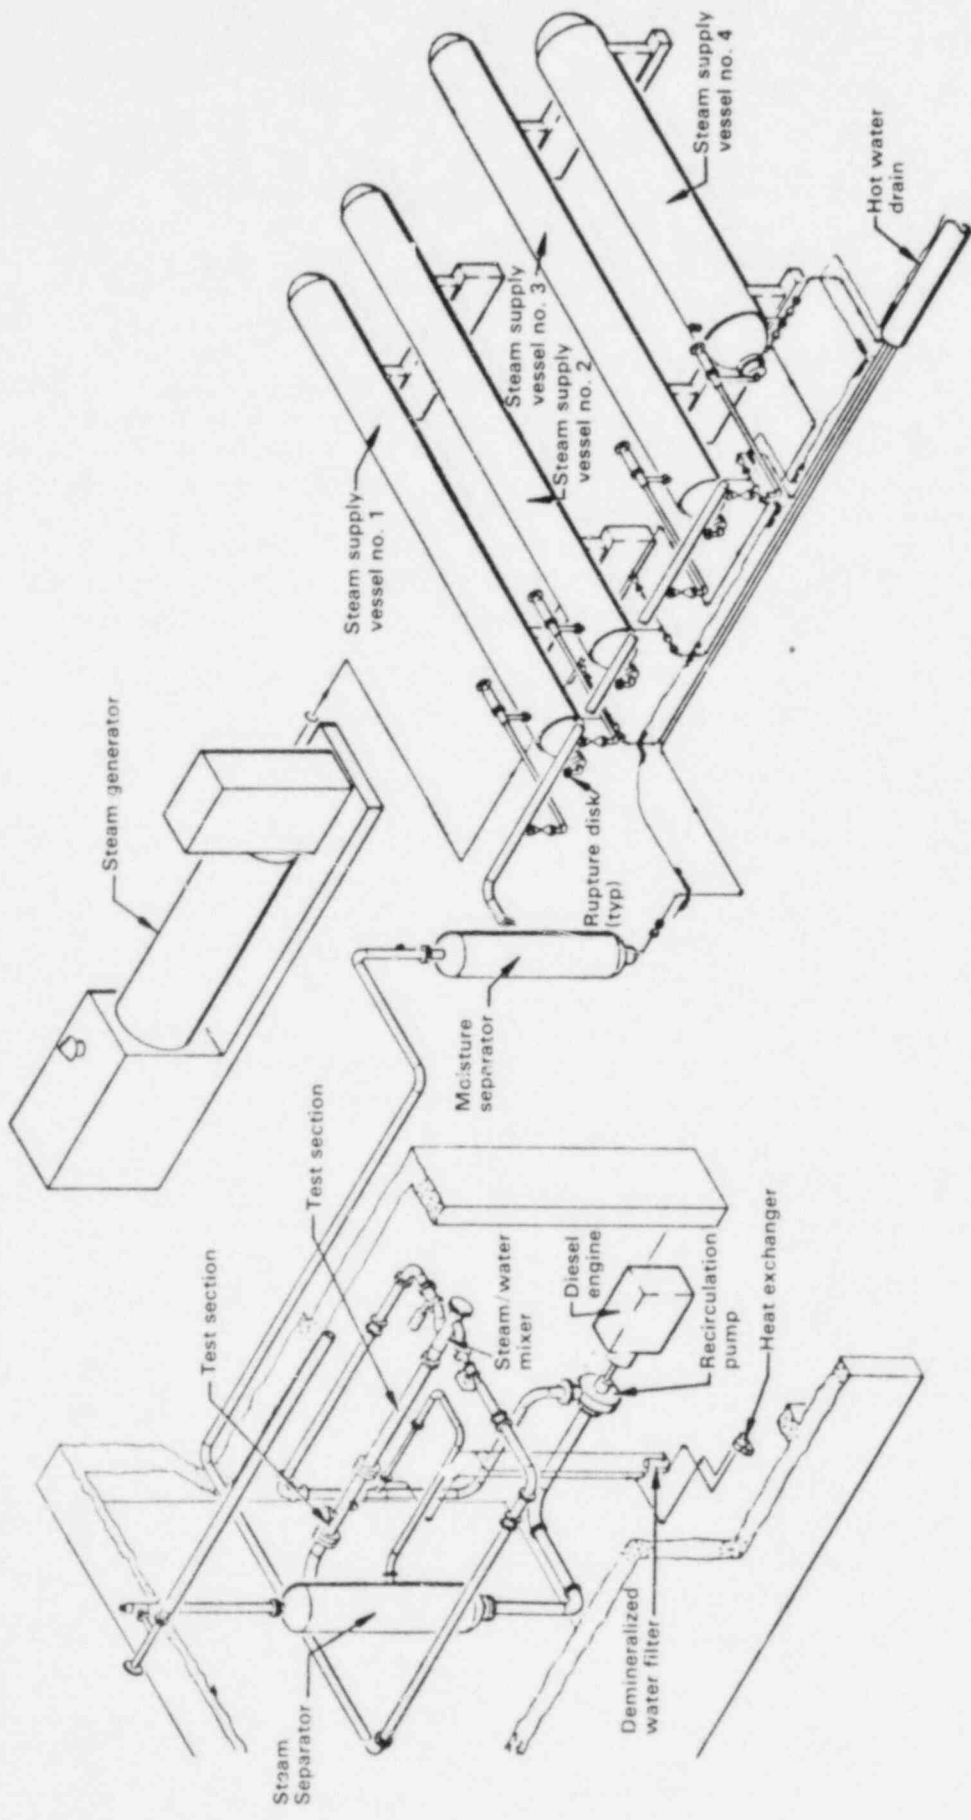 Steam generator
Steam supply
vessel no. 1
Steam supply
vessel no. 3
Steam supply
vessel no. 2
Steam supply
vessel no. 4
Hot water
drain
Rupture disk
(typ)
Moisture
separator
Test section
Test section
Steam/water
mixer
Diesel
engine
Recirculation
pump
Heat exchanger
Demineralized
water filter
Steam
Separator